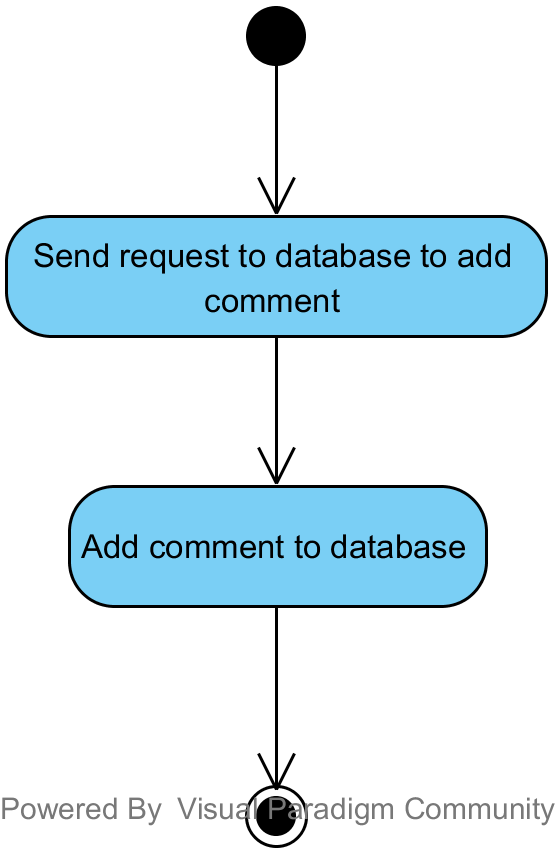 Send request to database to add
comment
Add comment to database
Powered By  Visual Paradigm Community